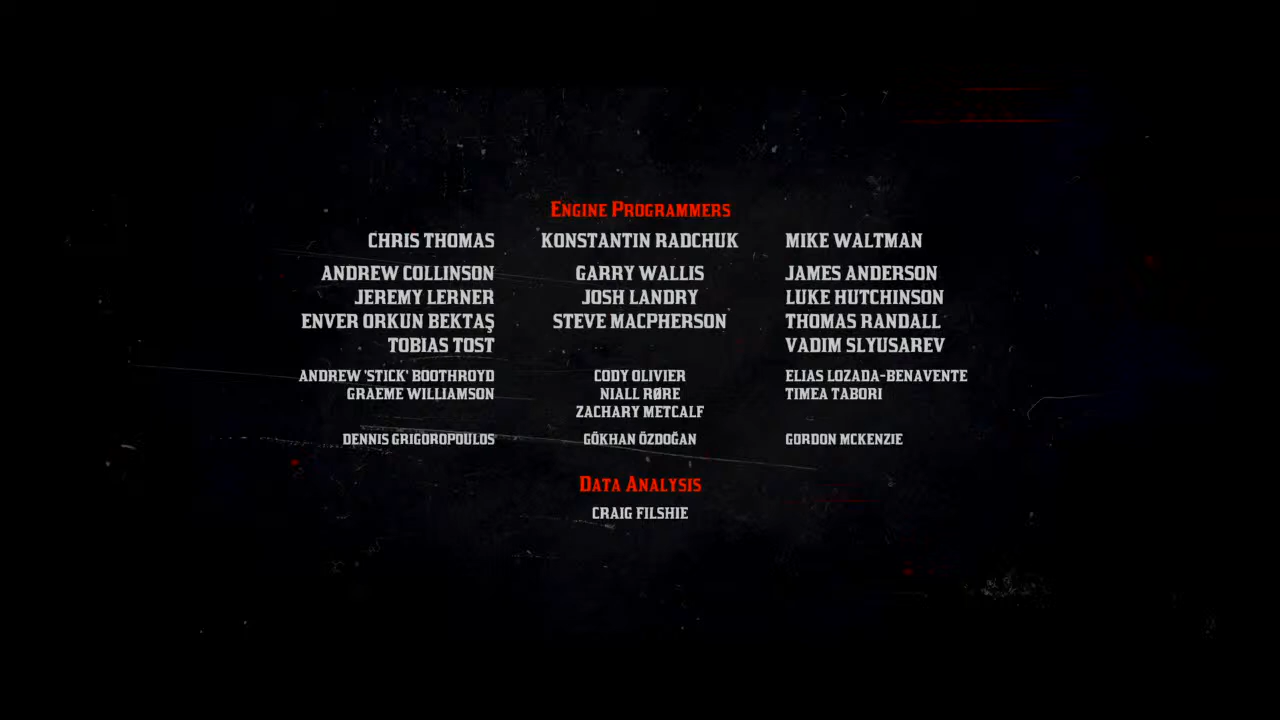 Engine Programmers
CHRIS THOMAS KONSTANTIN RADCHUK MIKE WALTMAN
ANDREW COLLINSON GARRY WALLIS JAMES ANDERSON
JEREMY LERNER JOSH LANDRY LUKE HUTCHINSON
ENVER ORKUN BEKTAŞ STEVE MACPHERSON THOMAS RANDALL
TOBIAS TOST VADIM SLYUSAREV
ANDREW 'STICK' BOOTHROYD CODY OLIVIER ELIAS LOZADA-BENAVENTE
GRAEME WILLIAMSON NIALL RØRE TIMEA TABORI
ZACHARY METCALF
DENNIS GRIGOROPOULOS GÖKHAN ÖZDOĞAN GORDON MCKENZIE
Data Analysis
CRAIG FILSHIE